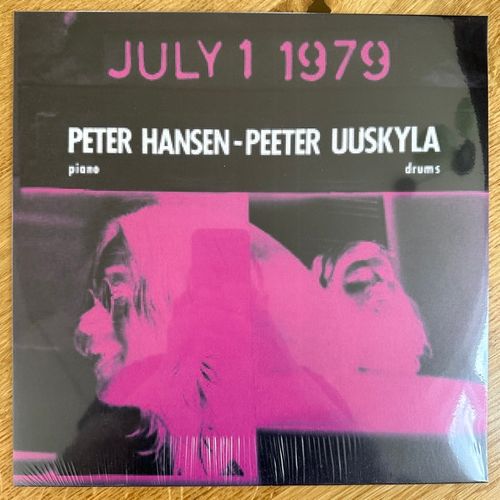 JULY 1 1979
PETER HANSEN-PEETER UUSKYLA
piano drums